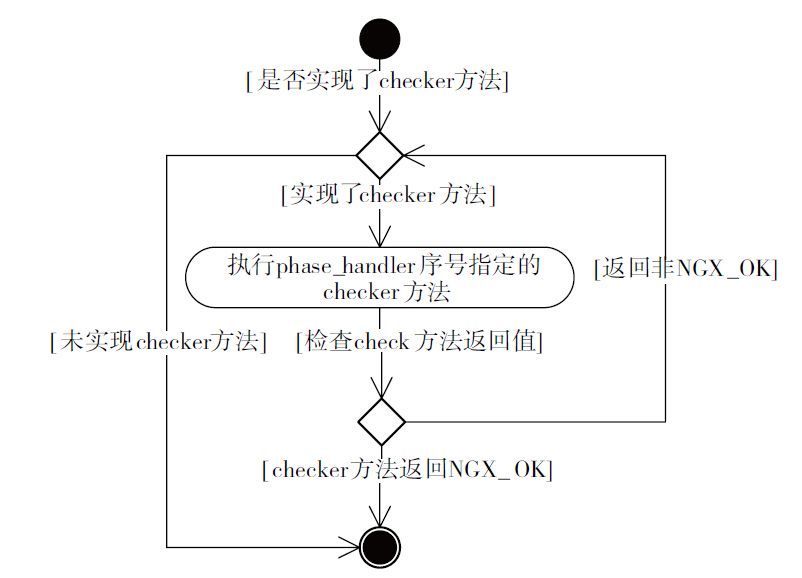 [是否实现了checker方法]
[实现了checker方法]
执行phase_handler序号指定的
checker方法
[返回非NGX_OK]
[未实现checker方法]
[检查check方法返回值]
[checker方法返回NGX_OK]